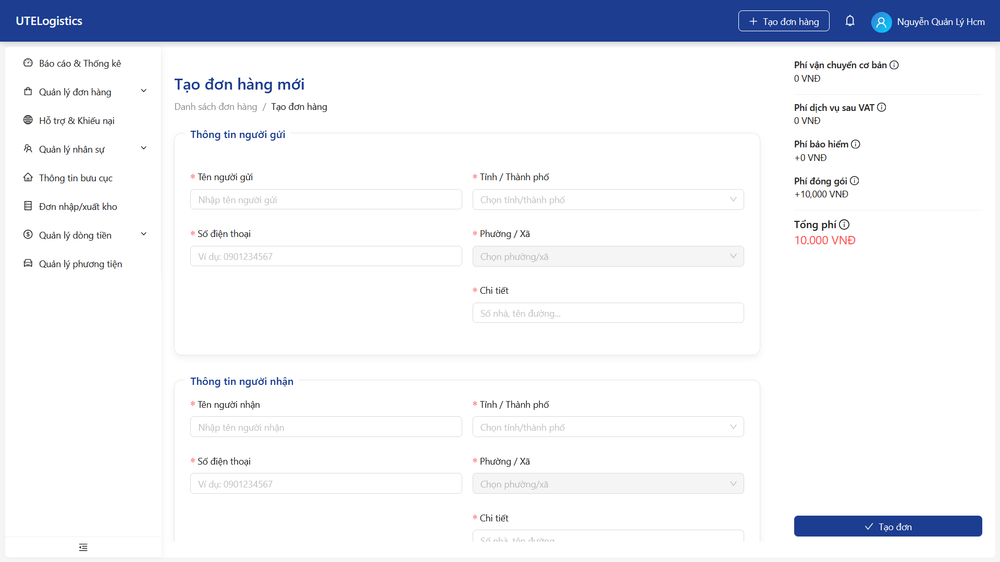 UTELogistics
Tạo đơn hàng
Nguyễn Quản Lý Hcm
Báo cáo & Thống kê
Quản lý đơn hàng
Hỗ trợ & Khiếu nại
Quản lý nhân sự
Thông tin bưu cục
Đơn nhập/xuất kho
Quản lý dòng tiền
Quản lý phương tiện
Tạo đơn hàng mới
Danh sách đơn hàng / Tạo đơn hàng
Thông tin người gửi
* Tên người gửi
Nhập tên người gửi
* Tỉnh / Thành phố
Chọn tỉnh/thành phố
* Số điện thoại
Ví dụ: 0901234567
* Phường / Xã
Chọn phường/xã
* Chi tiết
Số nhà, tên đường...
Thông tin người nhận
* Tên người nhận
Nhập tên người nhận
* Tỉnh / Thành phố
Chọn tỉnh/thành phố
* Số điện thoại
Ví dụ: 0901234567
* Phường / Xã
Chọn phường/xã
* Chi tiết
Số nhà, tên đường
Phí vận chuyển cơ bản
0 VNĐ
Phí dịch vụ sau VAT
0 VNĐ
Phí bảo hiểm
+0 VNĐ
Phí đóng gói
+10,000 VNĐ
Tổng phí
10.000 VNĐ
Tạo đơn